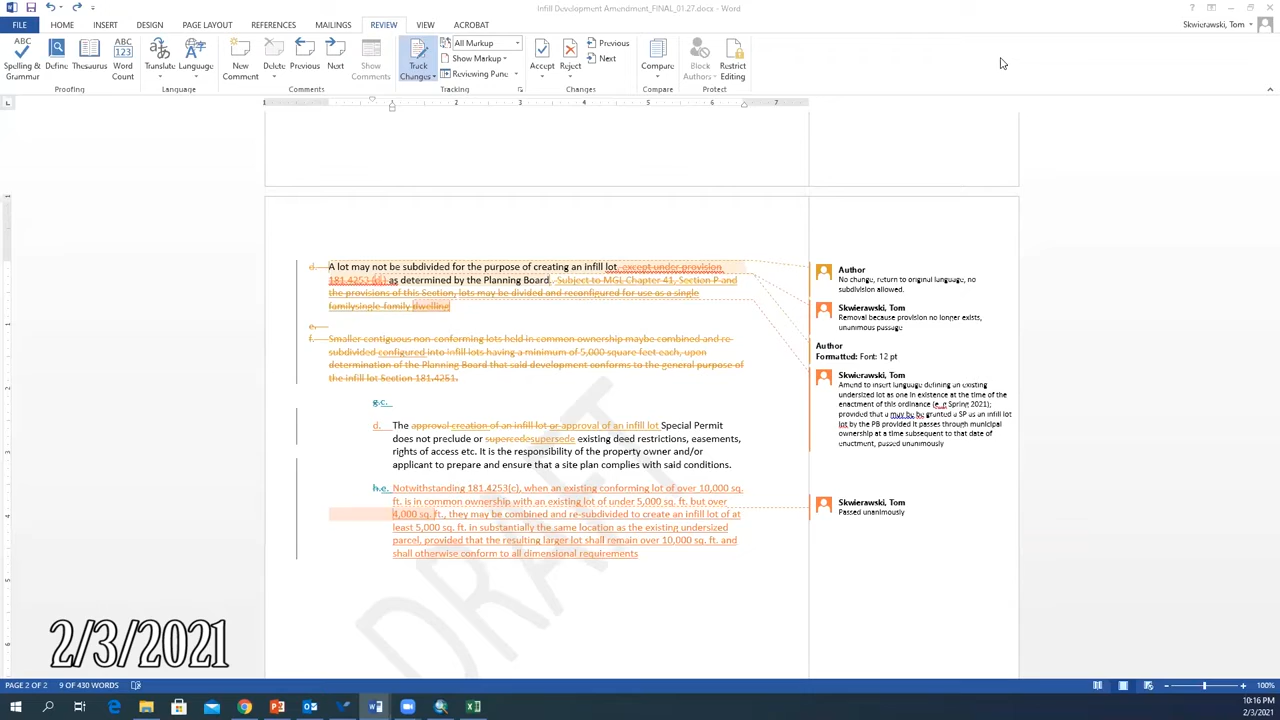 Infill Development Amendment_FINAL_01.27.docx - Word
FILE HOME INSERT DESIGN PAGE LAYOUT REFERENCES MAILINGS REVIEW VIEW ACROBAT Skwierawski, Tom
ABC ABC 123
Spelling & Grammar Define Thesaurus Word Count Translate Language New Comment Delete Previous Next Show Comments Track Changes All Markup Show Markup Reviewing Pane Accept Reject Previous Next Compare Block Authors Restrict Editing
Proofing Language Comments Tracking Changes Compare Protect
1 2 3 4 5 6 7
d. A lot may not be subdivided for the purpose of creating an infill lot, except under provision
181.4253 (d) as determined by the Planning Board. Subject to MGL Chapter 41, Section P and
the provisions of this Section, lots may be divided and reconfigured for use as a single
familysingle-family dwelling
e.
f. Smaller contiguous non-conforming lots held in common ownership maybe combined and re-
subdivided configured into infill lots having a minimum of 5,000 square feet each, upon
determination of the Planning Board that said development conforms to the general purpose of
the infill lot Section 181.4251.
g.c.
d. The approval creation of an infill lot or approval of an infill lot Special Permit
does not preclude or supercedesupersede existing deed restrictions, easements,
rights of access etc. It is the responsibility of the property owner and/or
applicant to prepare and ensure that a site plan complies with said conditions.
h.e. Notwithstanding 181.4253(c), when an existing conforming lot of over 10,000 sq.
ft. is in common ownership with an existing lot of under 5,000 sq. ft. but over
4,000 sq. ft., they may be combined and re-subdivided to create an infill lot of at
least 5,000 sq. ft. in substantially the same location as the existing undersized
parcel, provided that the resulting larger lot shall remain over 10,000 sq. ft. and
shall otherwise conform to all dimensional requirements
DRAFT
Author
No change, return to original language, no
subdivision allowed.
Skwierawski, Tom
Removal because provision no longer exists,
unanimous passage
Author
Formatted: Font: 12 pt
Skwierawski, Tom
Amend to insert language defining an existing
undersized lot as one in existence at the time of the
enactment of this ordinance (e.g Spring 2021);
provided that a may be be granted a SP as an infill lot
lot by the PB provided it passes through municipal
ownership at a time subsequent to that date of
enactment, passed unanimously
Skwierawski, Tom
Passed unanimously
2/3/2021
PAGE 2 OF 2 9 OF 430 WORDS 100%
10:16 PM
2/3/2021